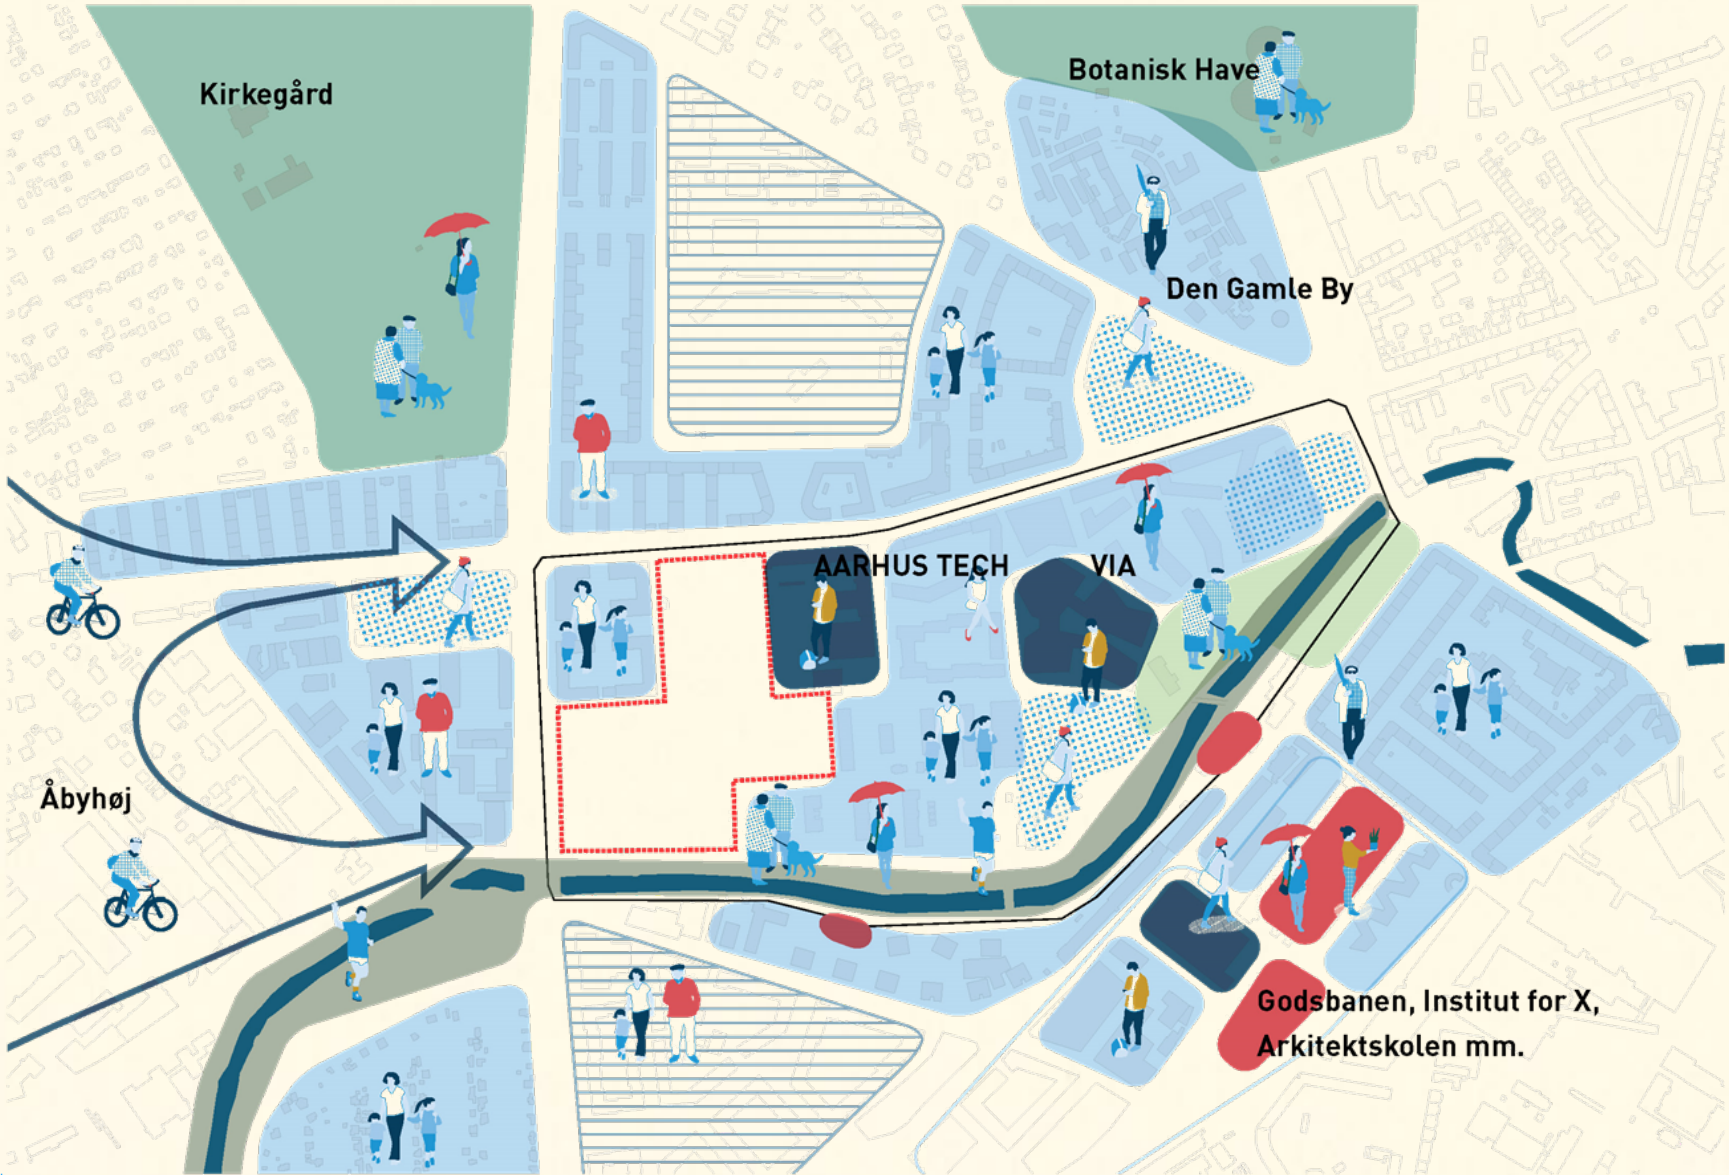 Kirkegård
Botanisk Have
Den Gamle By
AARHUS TECH
VIA
Åbyhøj
Godsbanen, Institut for X,
Arkitektskolen mm.